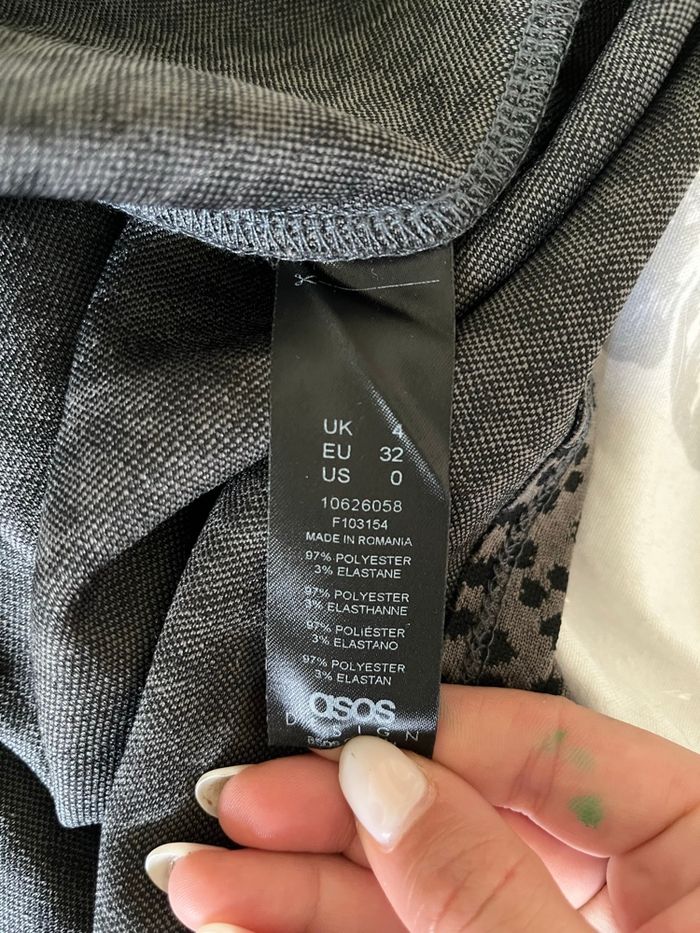 UK 4
EU 32
US 0
10626058
F103154
MADE IN ROMANIA
97% POLYESTER
3% ELASTANE
97% POLYESTER
3% ELASTHANNE
97% POLIÉSTER
3% ELASTANO
97% POLYESTER
3% ELASTAN
asos
DESIGN